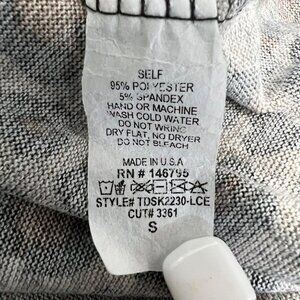 SELF
95% POLYESTER
5% SPANDEX
HAND OR MACHINE
WASH COLD WATER
DO NOT WRING
DRY FLAT, NO DRYER
DO NOT BLEACH
MADE IN U.S.A
RN # 146795
STYLE# TDSK2230-LCE
CUT# 3361
S